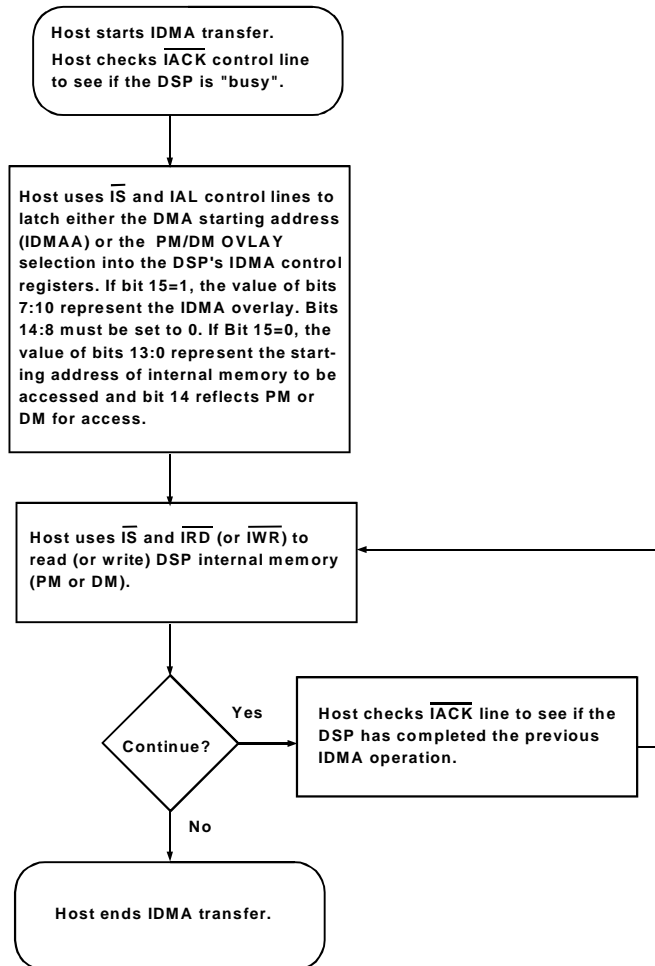 Host starts IDMA transfer.
Host checks IACK control line
to see if the DSP is "busy".
Host uses IS and IAL control lines to
latch either the DMA starting address
(IDMAA) or the PM/DM OVLAY
selection into the DSP's IDMA control
registers. If bit 15=1, the value of bits
7:10 represent the IDMA overlay. Bits
14:8 must be set to 0. If Bit 15=0, the
value of bits 13:0 represent the start-
ing address of internal memory to be
accessed and bit 14 reflects PM or
DM for access.
Host uses IS and IRD (or IWR) to
read (or write) DSP internal memory
(PM or DM).
Continue?
Yes
Host checks IACK line to see if the
DSP has completed the previous
IDMA operation.
No
Host ends IDMA transfer.